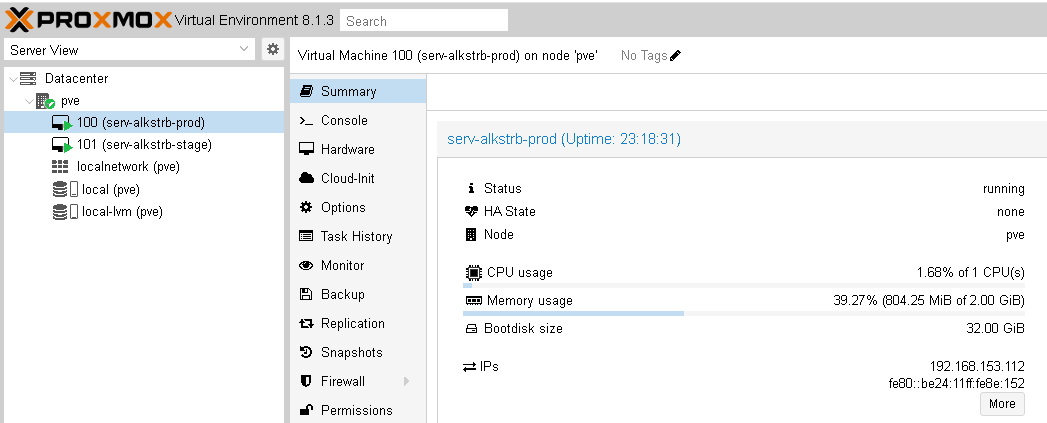 PROXMOX Virtual Environment 8.1.3 Search
Server View
Datacenter
pve
100 (serv-alkstrb-prod)
101 (serv-alkstrb-stage)
localnetwork (pve)
local (pve)
local-lvm (pve)
Virtual Machine 100 (serv-alkstrb-prod) on node 'pve' No Tags
Summary
Console
Hardware
Cloud-Init
Options
Task History
Monitor
Backup
Replication
Snapshots
Firewall
Permissions
serv-alkstrb-prod (Uptime: 23:18:31)
Status running
HA State none
Node pve
CPU usage 1.68% of 1 CPU(s)
Memory usage 39.27% (804.25 MiB of 2.00 GiB)
Bootdisk size 32.00 GiB
IPs 192.168.153.112
fe80::be24:11ff:fe8e:152
More